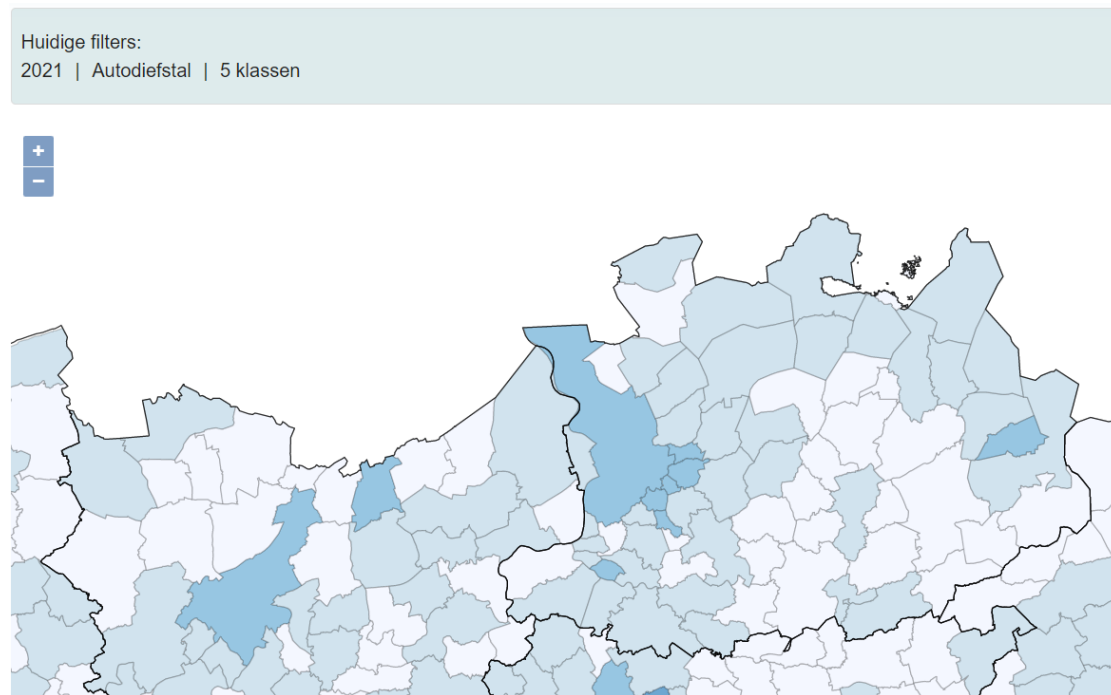 Huidige filters:
2021 | Autodiefstal | 5 klassen
+
−